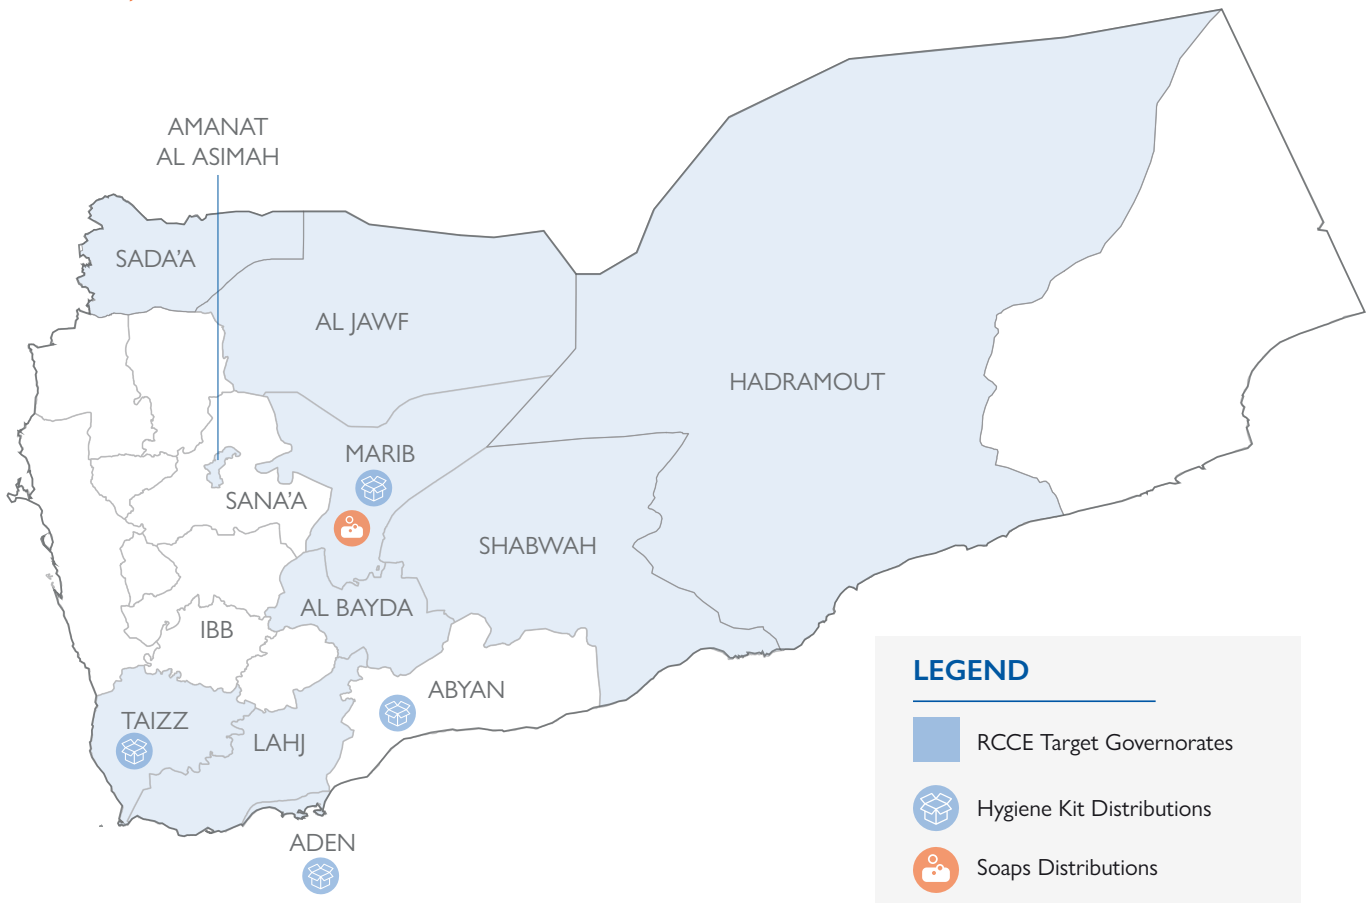 AMANAT
AL ASIMAH
SADA'A
AL JAWF
HADRAMOUT
MARIB
SANA'A
SHABWAH
AL BAYDA
IBB
ABYAN
TAIZZ
LAHJ
ADEN
LEGEND
RCCE Target Governorates
Hygiene Kit Distributions
Soaps Distributions